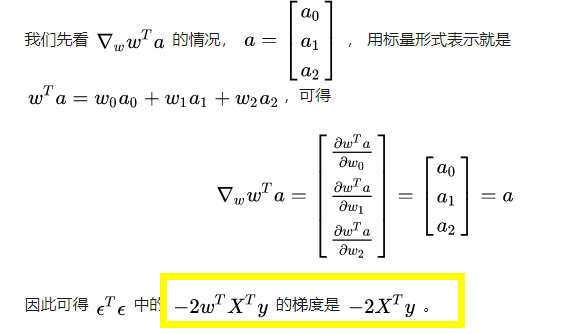 我们先看 $\nabla_w w^T a$ 的情况， $a = \begin{bmatrix} a_0 \\ a_1 \\ a_2 \end{bmatrix}$ ， 用标量形式表示就是
$w^T a = w_0 a_0 + w_1 a_1 + w_2 a_2$ ，可得
$\nabla_w w^T a = \begin{bmatrix} \frac{\partial w^T a}{\partial w_0} \\ \frac{\partial w^T a}{\partial w_1} \\ \frac{\partial w^T a}{\partial w_2} \end{bmatrix} = \begin{bmatrix} a_0 \\ a_1 \\ a_2 \end{bmatrix} = a$
因此可得 $\epsilon^T \epsilon$ 中的 $-2w^T X^T y$ 的梯度是 $-2X^T y$ 。